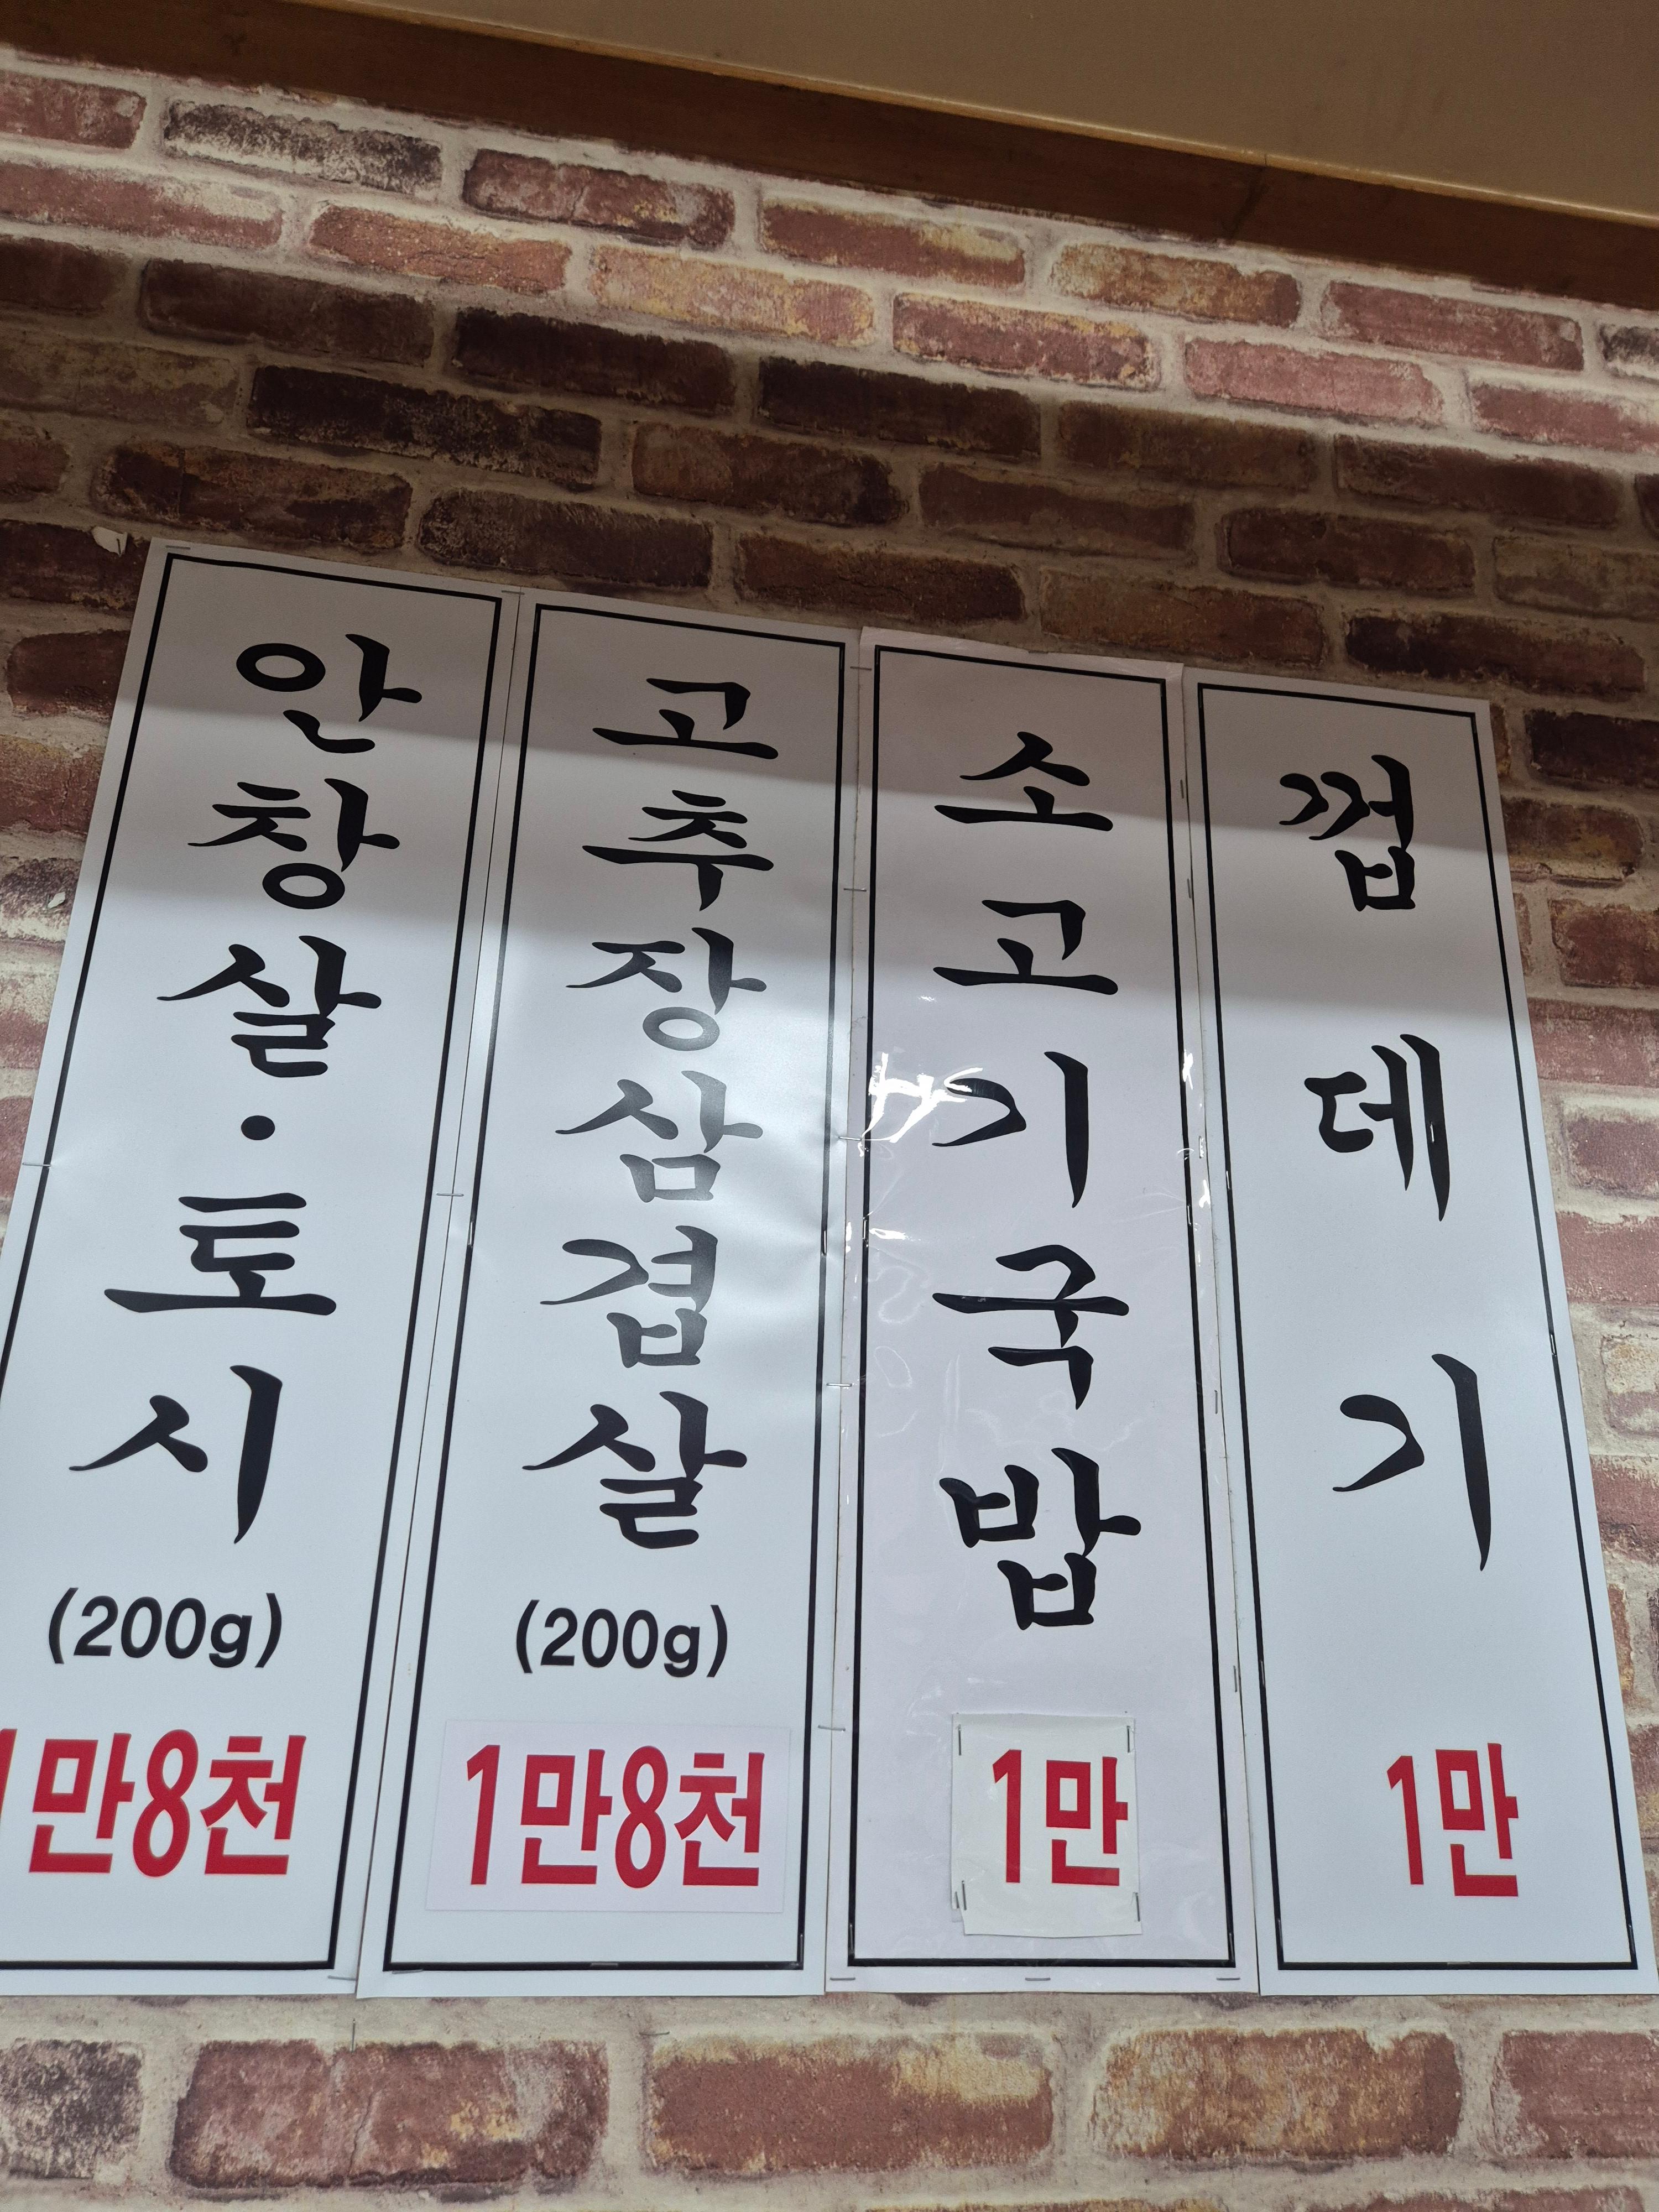 안창살·토시
(200g)
1만8천
고추장삼겹살
(200g)
1만8천
소고기국밥
1만
껍데기
1만